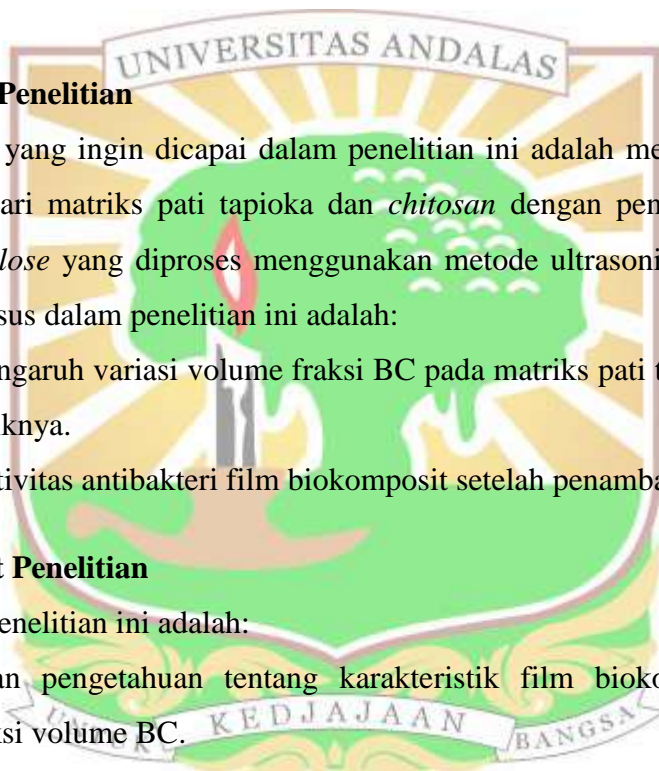 UNIVERSITAS ANDALAS
Penelitian
yang ingin dicapai dalam penelitian ini adalah me
ari matriks pati tapioka dan chitosan dengan pen
lose yang diproses menggunakan metode ultrasoni
sus dalam penelitian ini adalah:
ngaruh variasi volume fraksi BC pada matriks pati t
iknya.
tivitas antibakteri film biokomposit setelah penamba
t Penelitian
enelitian ini adalah:
an pengetahuan tentang karakteristik film bioko
ksi volume BC.
UNTUK KEDJAJAAN BANGSA